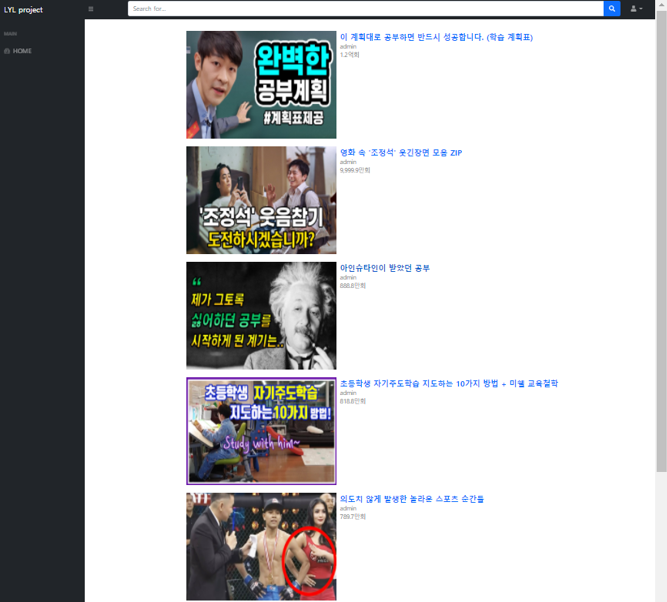 LYL project
Search for...
MAIN
HOME
완벽한
공부계획
#계획표제공
이 계획대로 공부하면 반드시 성공합니다. (학습 계획표)
admin
1.2억회
'조정석' 웃음참기
도전하시겠습니까?
영화 속 '조정석' 웃긴장면 모음 ZIP
admin
9,999.9만회
“
제가 그토록
싫어하던 공부를
시작하게 된 계기는..
아인슈타인이 받았던 공부
admin
888.8만회
초등학생 자기주도학습
지도하는 10가지 방법!
Study with him~
초등학생 자기주도학습 지도하는 10가지 방법 + 미쉘 교육철학
admin
818.8만회
의도치 않게 발생한 놀라운 스포츠 순간들
admin
789.7만회